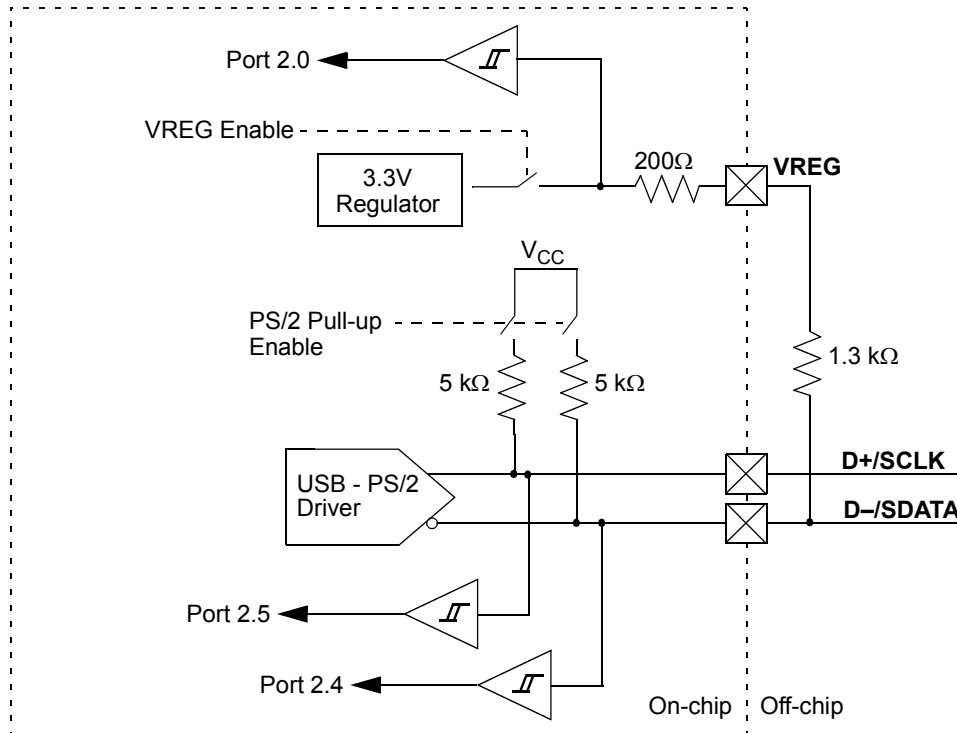 Port 2.0
VREG Enable
200Ω
VREG
3.3V
Regulator
VCC
PS/2 Pull-up
Enable
5 kΩ
5 kΩ
1.3 kΩ
D+/SCLK
USB - PS/2
Driver
D–/SDATA
Port 2.5
Port 2.4
On-chip
Off-chip